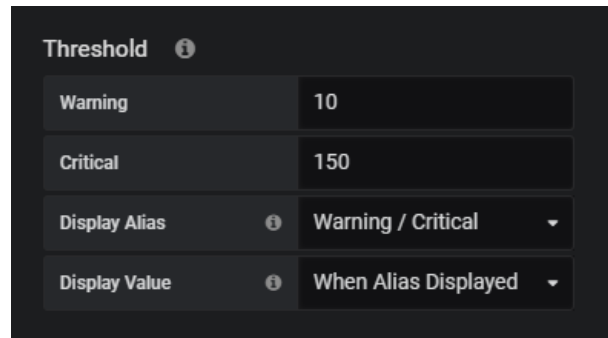 Threshold
Warning 10
Critical 150
Display Alias Warning / Critical
Display Value When Alias Displayed